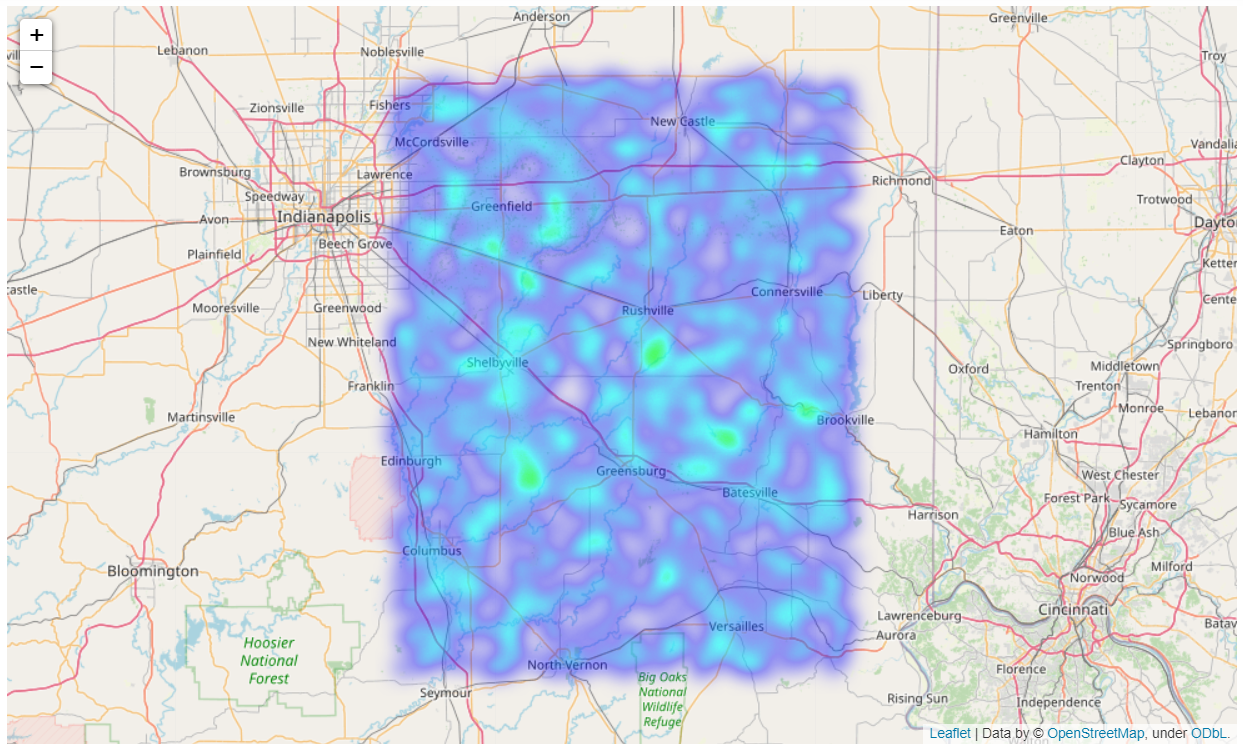 +
−
Anderson
Greenville
Lebanon
Noblesville
Troy
Zionsville
Fishers
New Castle
McCordsville
Vandalia
Clayton
Brownsburg
Lawrence
Richmond
Speedway
Trotwood
Greenfield
Indianapolis
Avon
Dayto
Eaton
Beech Grove
Plainfield
Ketter
castle
Connersville
Liberty
Cente
Mooresville
Greenwood
Rushville
New Whiteland
Springboro
Shelbyville
Middletown
Oxford
Franklin
Trenton
Monroe
Martinsville
Lebanon
Brookville
Hamilton
Edinburgh
Greensburg
West Chester
Batesville
Forest Park
Sycamore
Harrison
Blue Ash
Columbus
Bloomington
Milford
Norwood
Cincinnati
Lawrenceburg
Batav
Versailles
Aurora
Hoosier
National
Forest
North Vernon
Florence
Big Oaks
National
Wildlife
Refuge
Seymour
Rising Sun
Independence
Leaflet | Data by © OpenStreetMap, under ODbL.